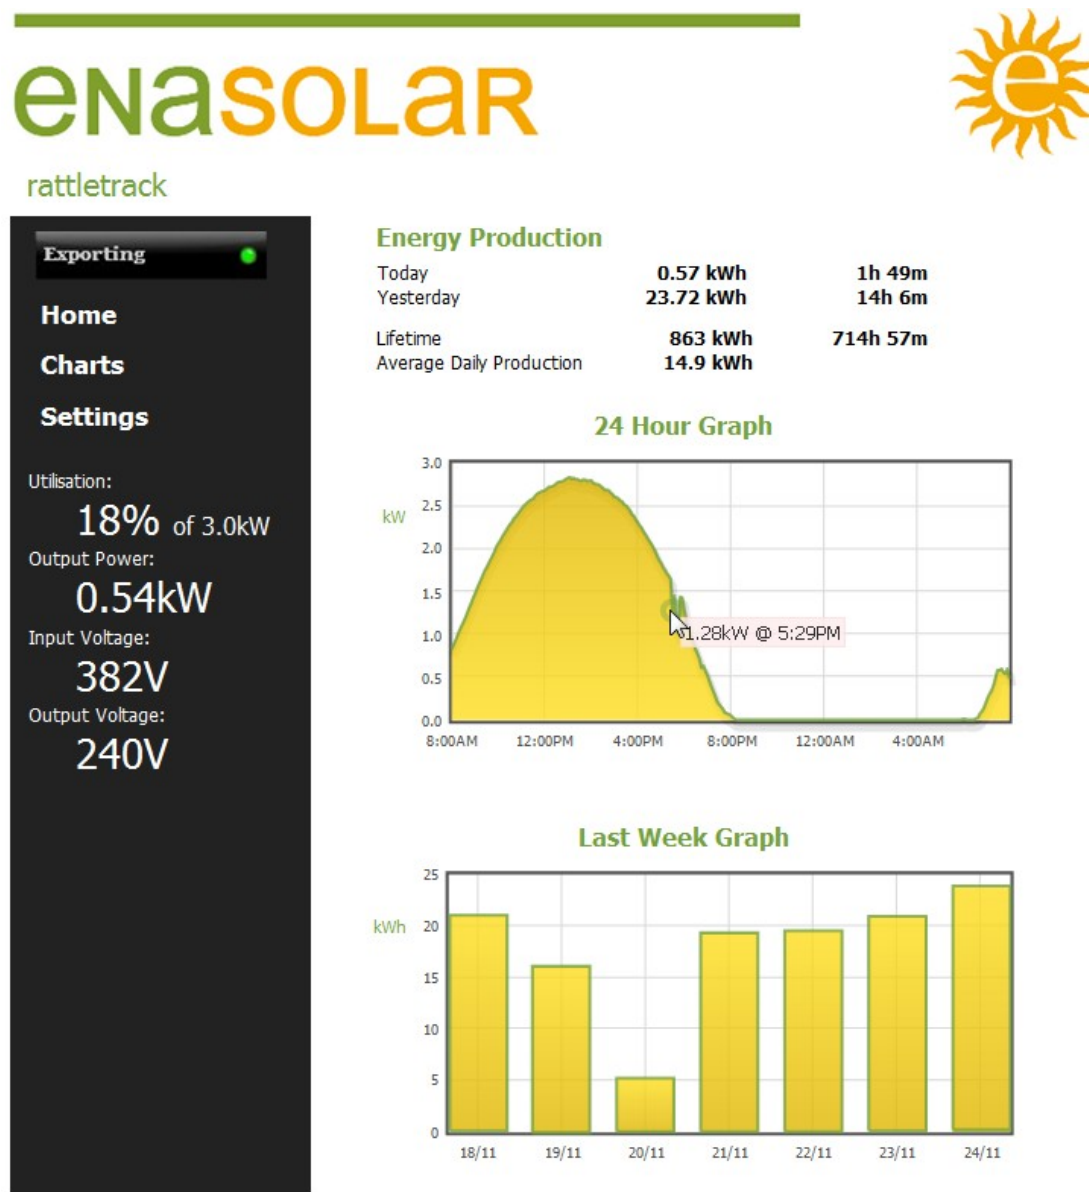 enasolar
rattletrack
Exporting
Home
Charts
Settings
Utilisation:
18% of 3.0kW
Output Power:
0.54kW
Input Voltage:
382V
Output Voltage:
240V
Energy Production
Today 0.57 kWh 1h 49m
Yesterday 23.72 kWh 14h 6m
Lifetime 863 kWh 714h 57m
Average Daily Production 14.9 kWh
24 Hour Graph
kW
3.0
2.5
2.0
1.5
1.0
0.5
0.0
1.28kW @ 5:29PM
8:00AM 12:00PM 4:00PM 8:00PM 12:00AM 4:00AM
Last Week Graph
kWh
25
20
15
10
5
0
18/11 19/11 20/11 21/11 22/11 23/11 24/11